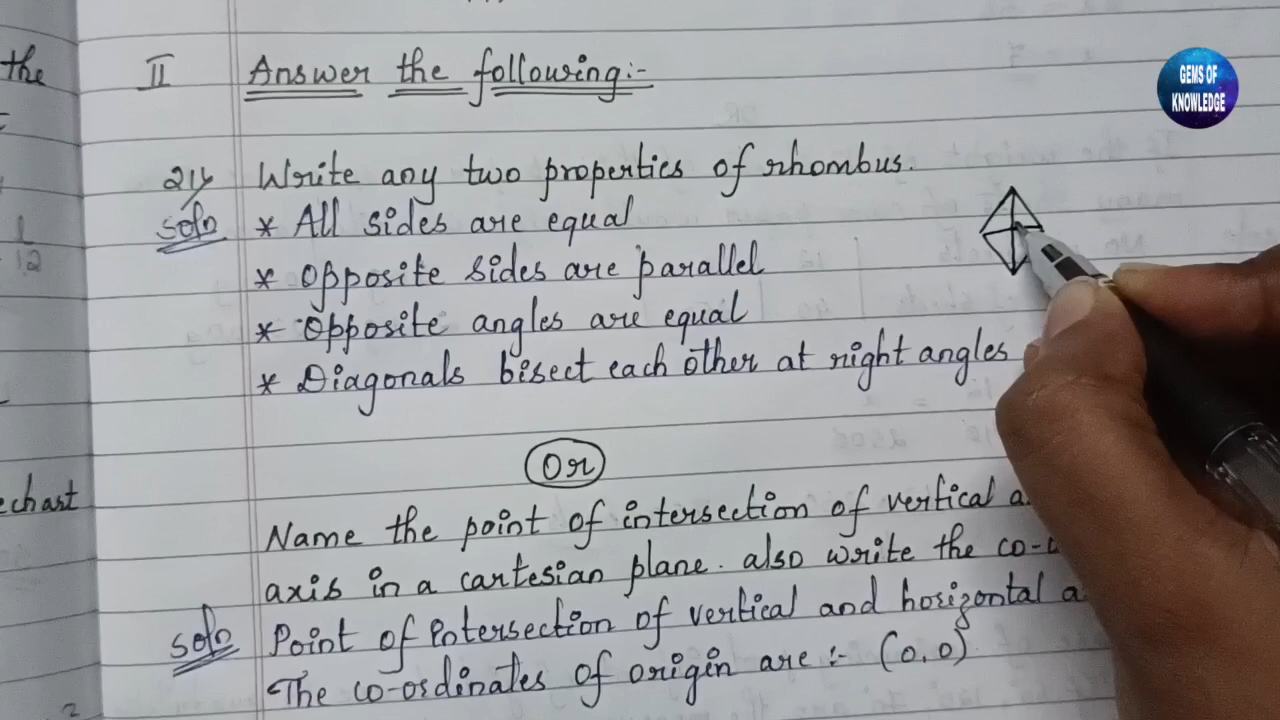 the
II Answer the following:-
GEMS OF
KNOWLEDGE
21) Write any two properties of rhombus.
Soln * All sides are equal
* Opposite sides are parallel
* Opposite angles are equal
* Diagonals bisect each other at right angles
Or
echart
Name the point of intersection of vertical a
axis in a cartesian plane. also write the co-
Soln Point of intersection of vertical and horizontal a
The co-ordinates of origin are :- (0,0)